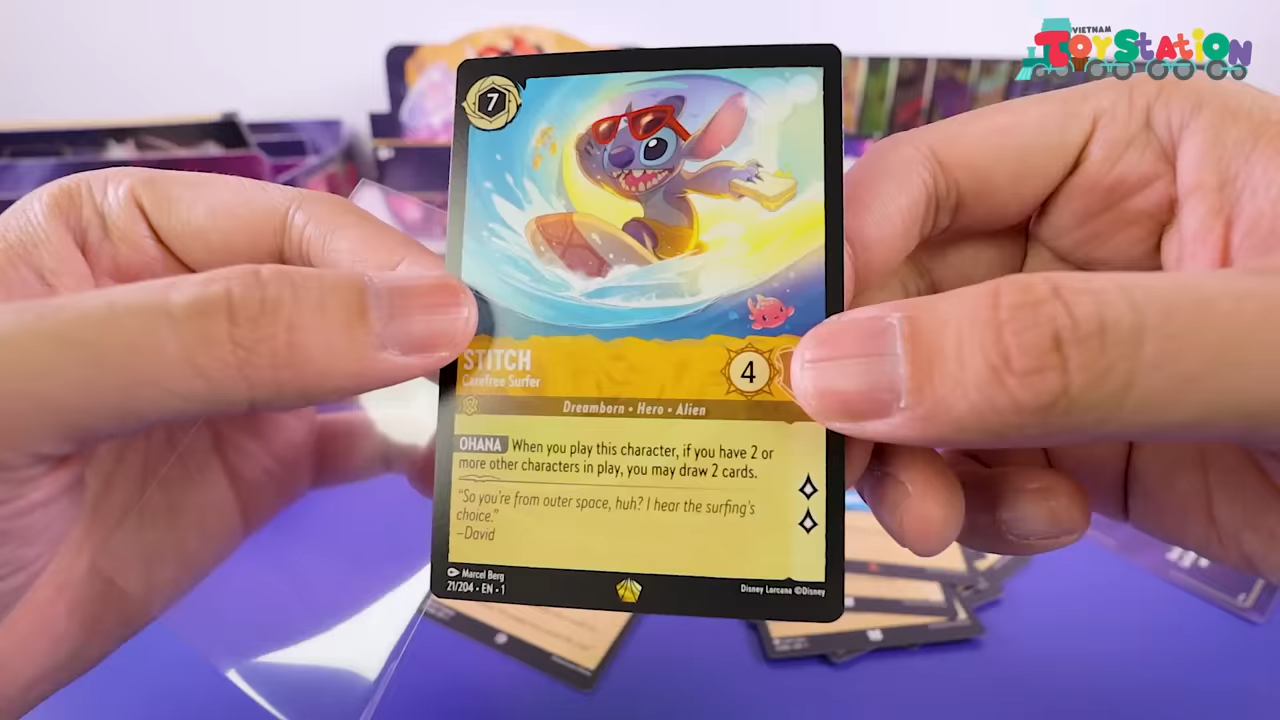 VIETNAM
ToyStation
7
STITCH
Carefree Surfer
4
Dreamborn • Hero • Alien
OHANA When you play this character, if you have 2 or
more other characters in play, you may draw 2 cards.
“So you're from outer space, huh? I hear the surfing's
choice.”
–David
Marcel Berg
21/204 • EN • 1
Disney Lorcana ©Disney